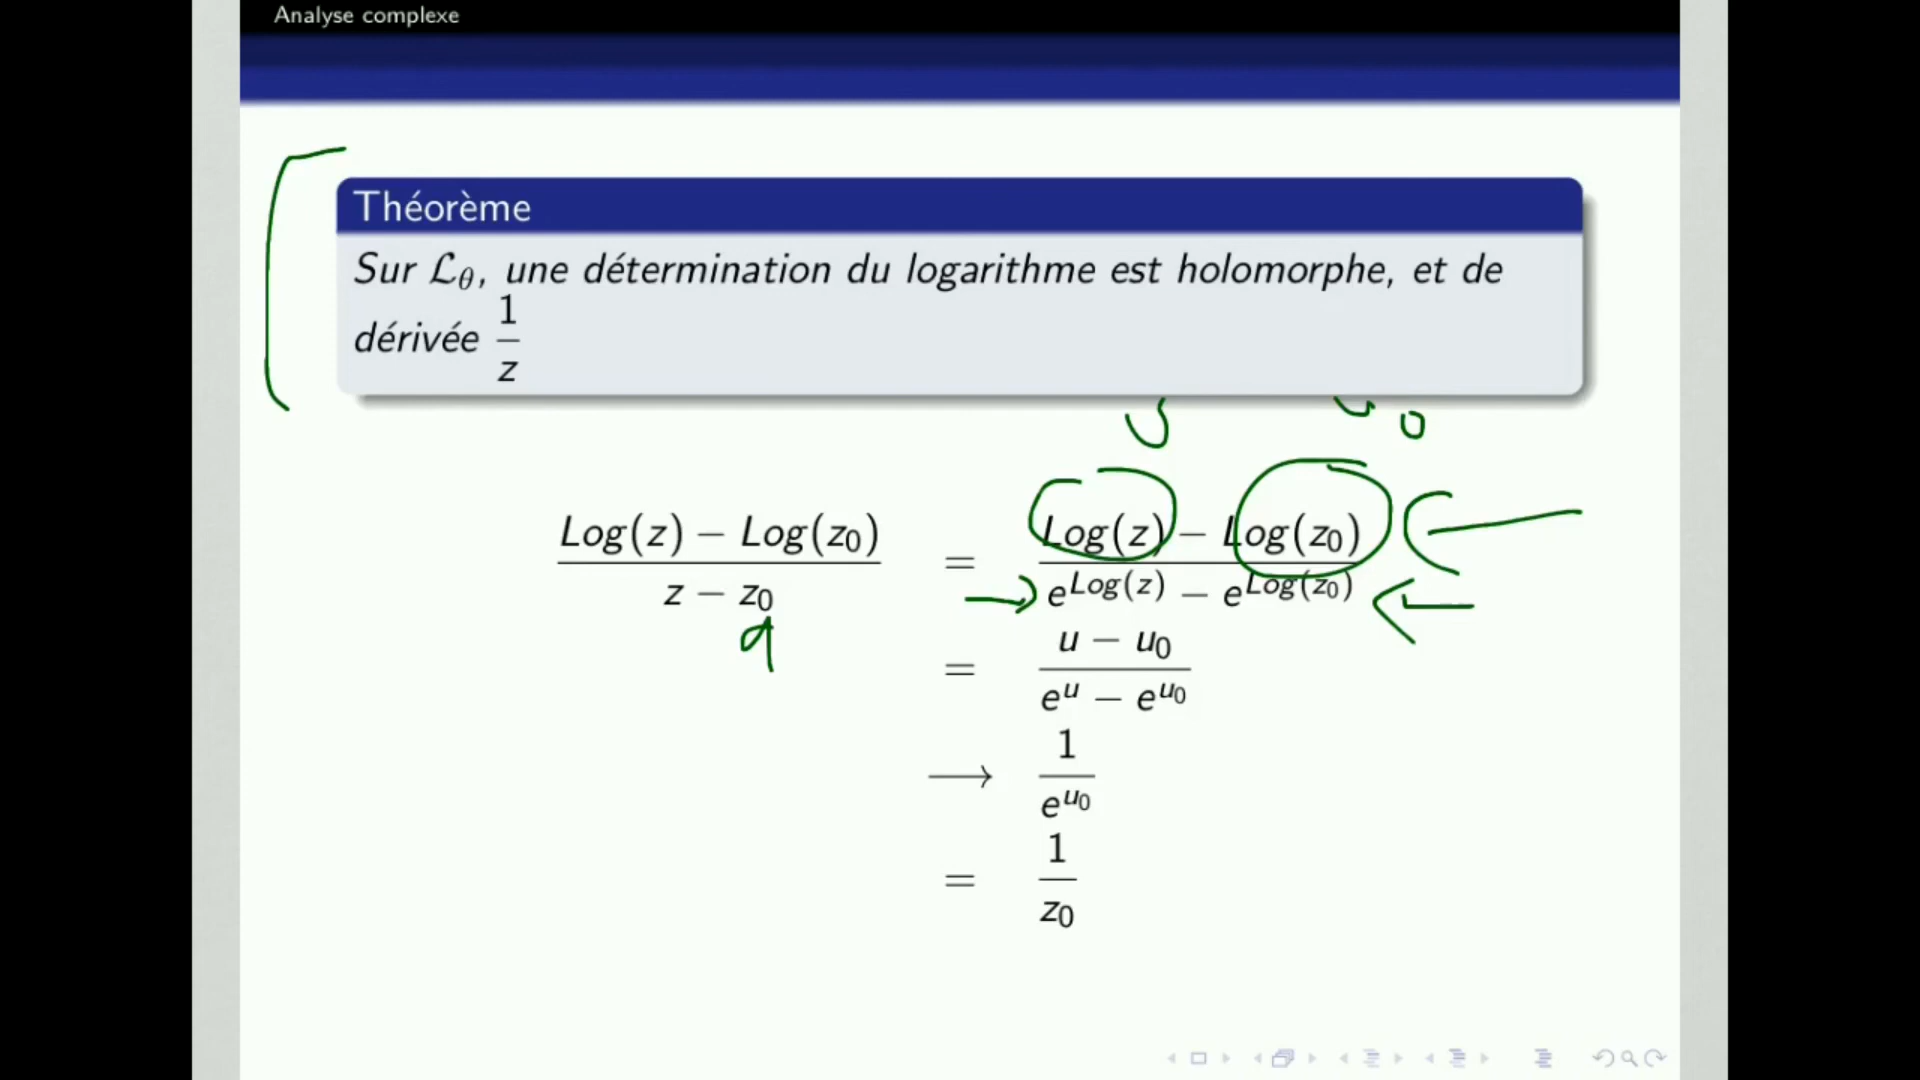 Analyse complexe
Théorème
Sur ℒ_θ, une détermination du logarithme est holomorphe, et de
dérivée 1/z
u u₀
(Log(z) − Log(z₀))/(z − z₀) = (Log(z) − Log(z₀))/(e^{Log(z)} − e^{Log(z₀)})
= (u − u₀)/(e^u − e^{u₀})
⟶ 1/e^{u₀}
= 1/z₀